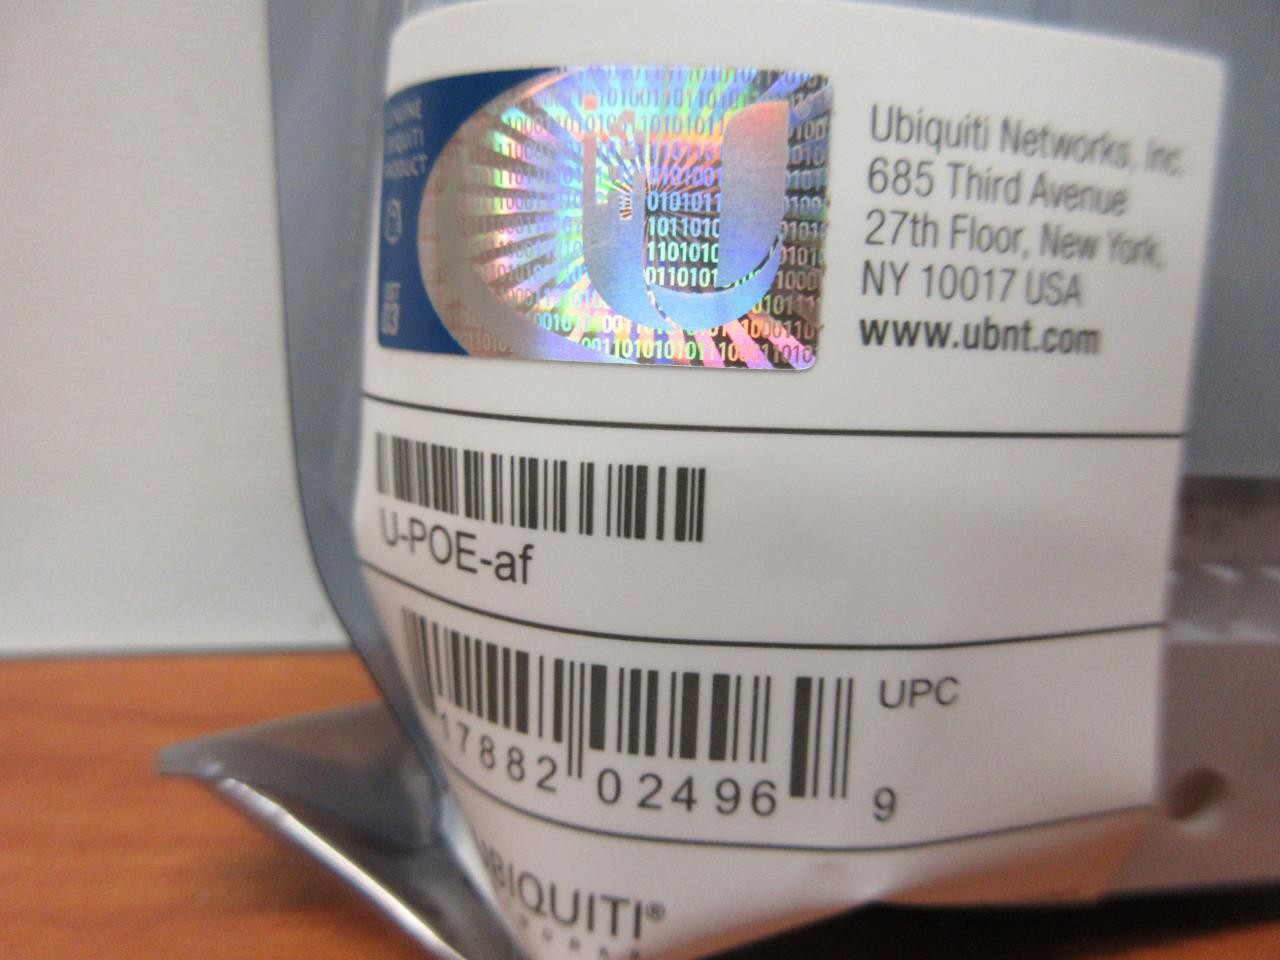 Ubiquiti Networks, Inc.
685 Third Avenue
27th Floor, New York,
NY 10017 USA
www.ubnt.com
U-POE-af
UPC
17882 02496 9
UBIQUITI®